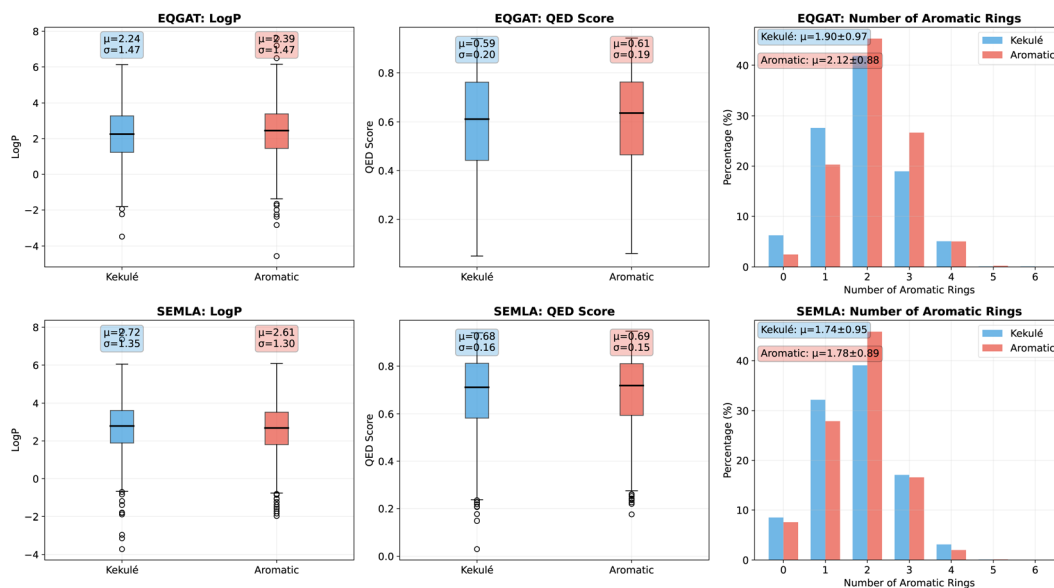 EQGAT: LogP
μ=2.24
σ=1.47
μ=2.39
σ=1.47
LogP
8
6
4
2
0
−2
−4
Kekulé
Aromatic
EQGAT: QED Score
μ=0.59
σ=0.20
μ=0.61
σ=0.19
QED Score
0.8
0.6
0.4
0.2
Kekulé
Aromatic
EQGAT: Number of Aromatic Rings
Kekulé: μ=1.90±0.97
Aromatic: μ=2.12±0.88
Kekulé
Aromatic
Percentage (%)
40
30
20
10
0
0 1 2 3 4 5 6
Number of Aromatic Rings
SEMLA: LogP
μ=2.72
σ=1.35
μ=2.61
σ=1.30
LogP
8
6
4
2
0
−2
−4
Kekulé
Aromatic
SEMLA: QED Score
μ=0.68
σ=0.16
μ=0.69
σ=0.15
QED Score
0.8
0.6
0.4
0.2
0.0
Kekulé
Aromatic
SEMLA: Number of Aromatic Rings
Kekulé: μ=1.74±0.95
Aromatic: μ=1.78±0.89
Kekulé
Aromatic
Percentage (%)
40
30
20
10
0
0 1 2 3 4 5 6
Number of Aromatic Rings